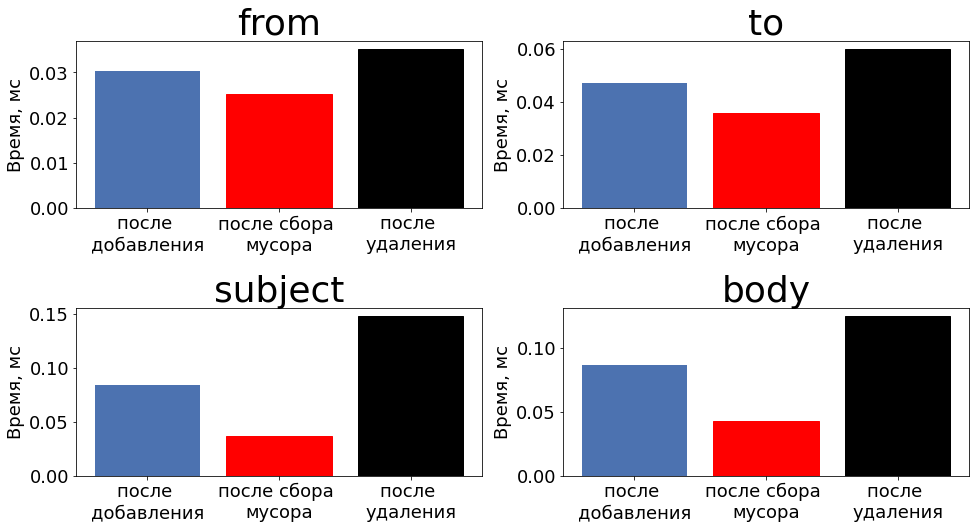 from
Время, мс
0.03
0.02
0.01
0.00
после добавления
после сбора мусора
после удаления
to
Время, мс
0.06
0.04
0.02
0.00
после добавления
после сбора мусора
после удаления
subject
Время, мс
0.15
0.10
0.05
0.00
после добавления
после сбора мусора
после удаления
body
Время, мс
0.10
0.05
0.00
после добавления
после сбора мусора
после удаления